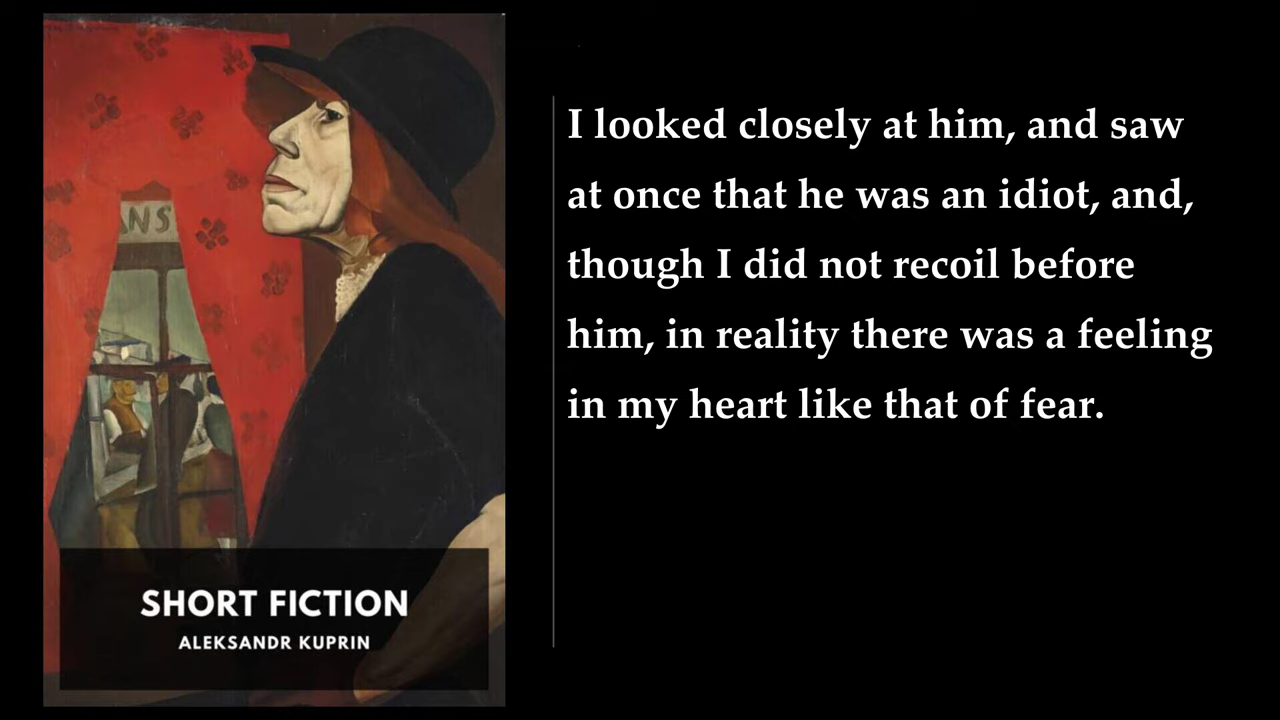 ANS
SHORT FICTION
ALEKSANDR KUPRIN
I looked closely at him, and saw
at once that he was an idiot, and,
though I did not recoil before
him, in reality there was a feeling
in my heart like that of fear.